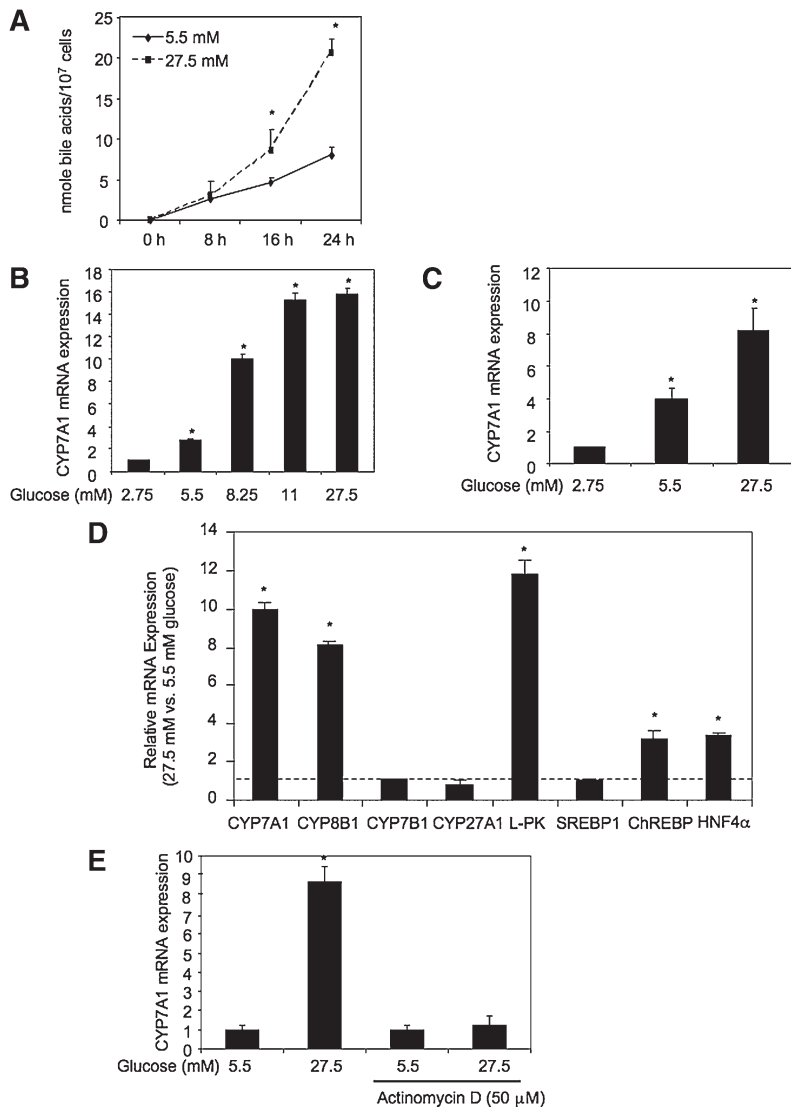 A
nmole bile acids/10⁷ cells
25
20
15
10
5
0
5.5 mM
27.5 mM
*
*
0 h 8 h 16 h 24 h
B
CYP7A1 mRNA expression
18
16
14
12
10
8
6
4
2
0
* * * *
Glucose (mM) 2.75 5.5 8.25 11 27.5
C
CYP7A1 mRNA expression
12
10
8
6
4
2
0
* *
Glucose (mM) 2.75 5.5 27.5
D
Relative mRNA Expression
(27.5 mM vs. 5.5 mM glucose)
14
12
10
8
6
4
2
0
* * * * *
CYP7A1 CYP8B1 CYP7B1 CYP27A1 L-PK SREBP1 ChREBP HNF4α
E
CYP7A1 mRNA expression
10
9
8
7
6
5
4
3
2
1
0
*
Glucose (mM) 5.5 27.5 5.5 27.5
Actinomycin D (50 μM)